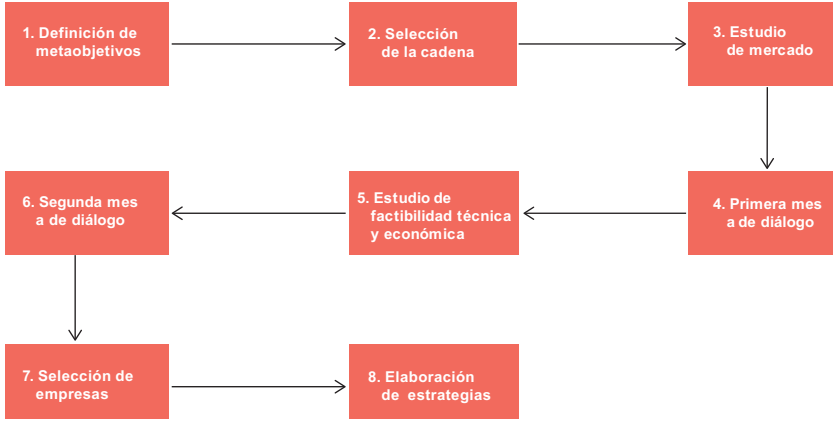 1. Definición de
metaobjetivos
2. Selección
de la cadena
3. Estudio
de mercado
4. Primera mes
a de diálogo
5. Estudio de
factibilidad técnica
y económica
6. Segunda mes
a de diálogo
7. Selección de
empresas
8. Elaboración
de estrategias